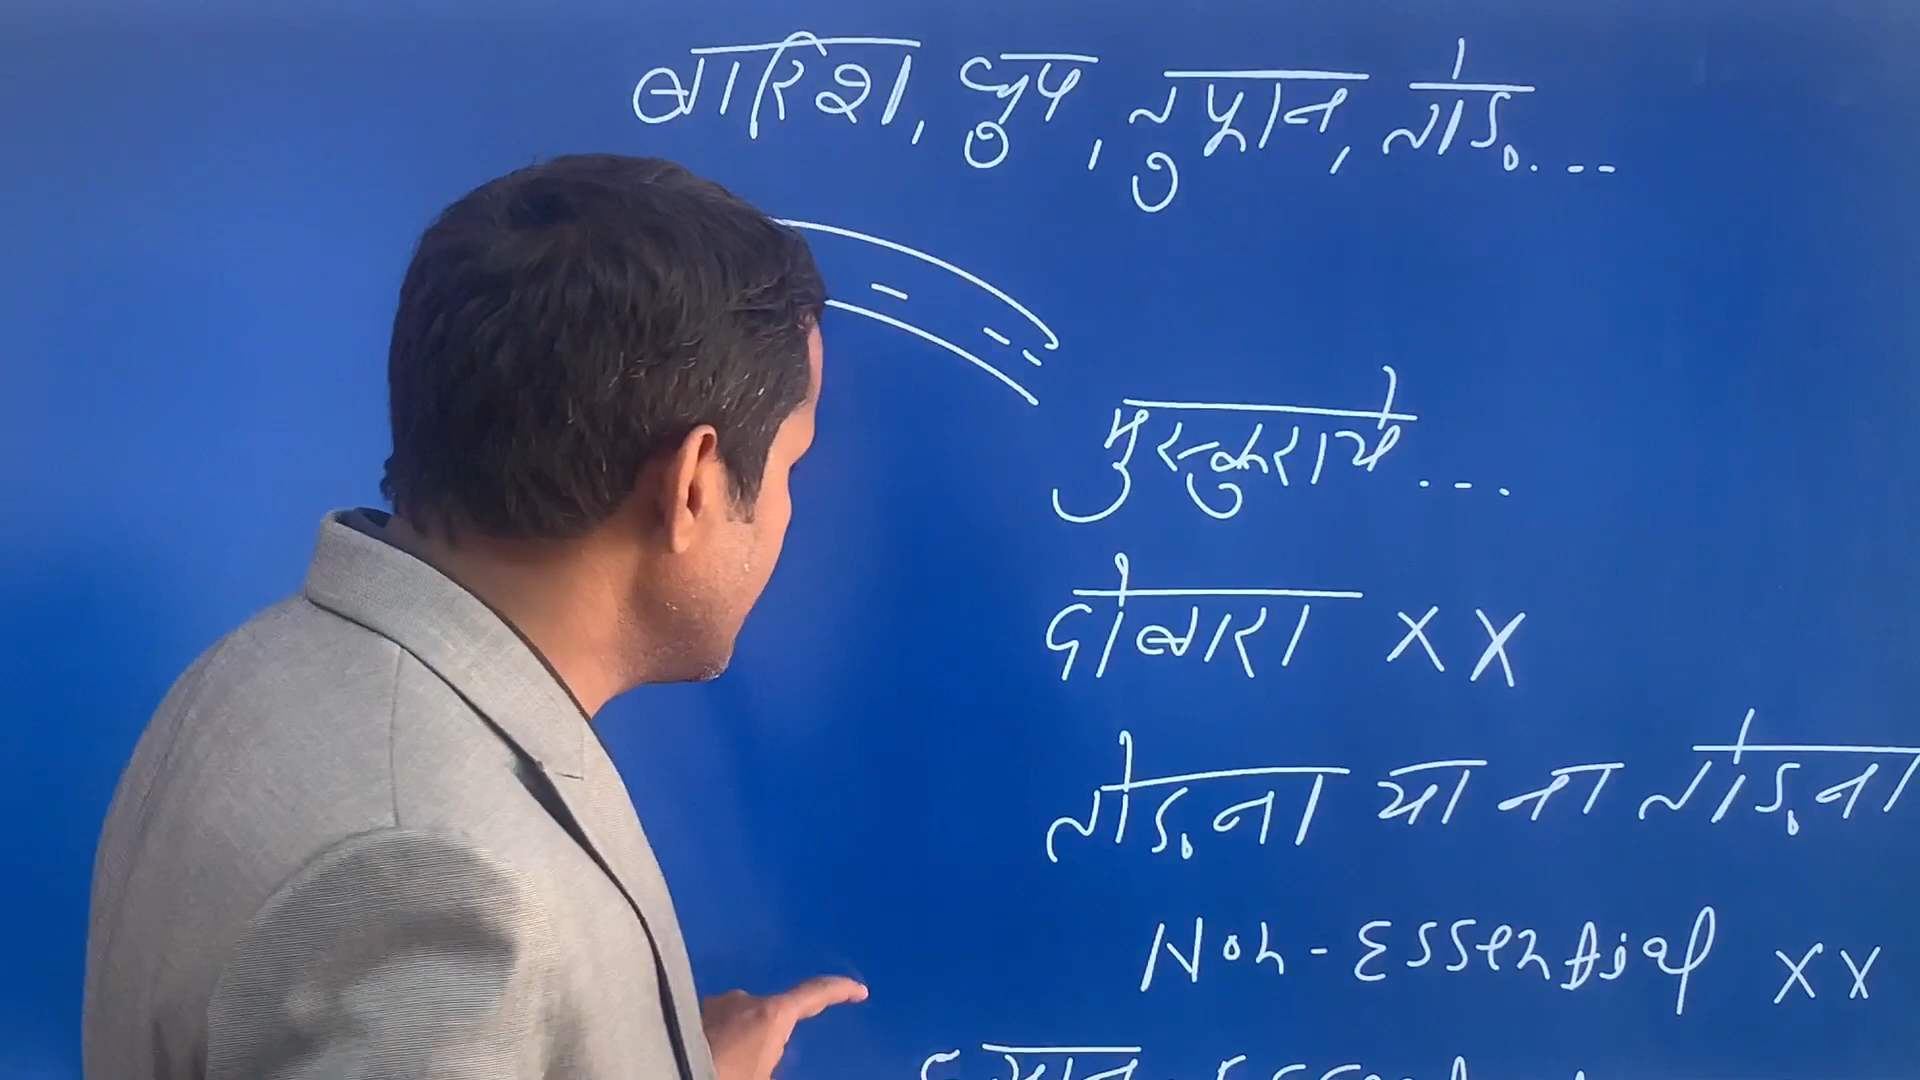 बारिश, धुप, तुफान, तोड़...
मुस्कुराये...
दोबारा XX
तोड़ना या ना तोड़ना
Non-Essential XX